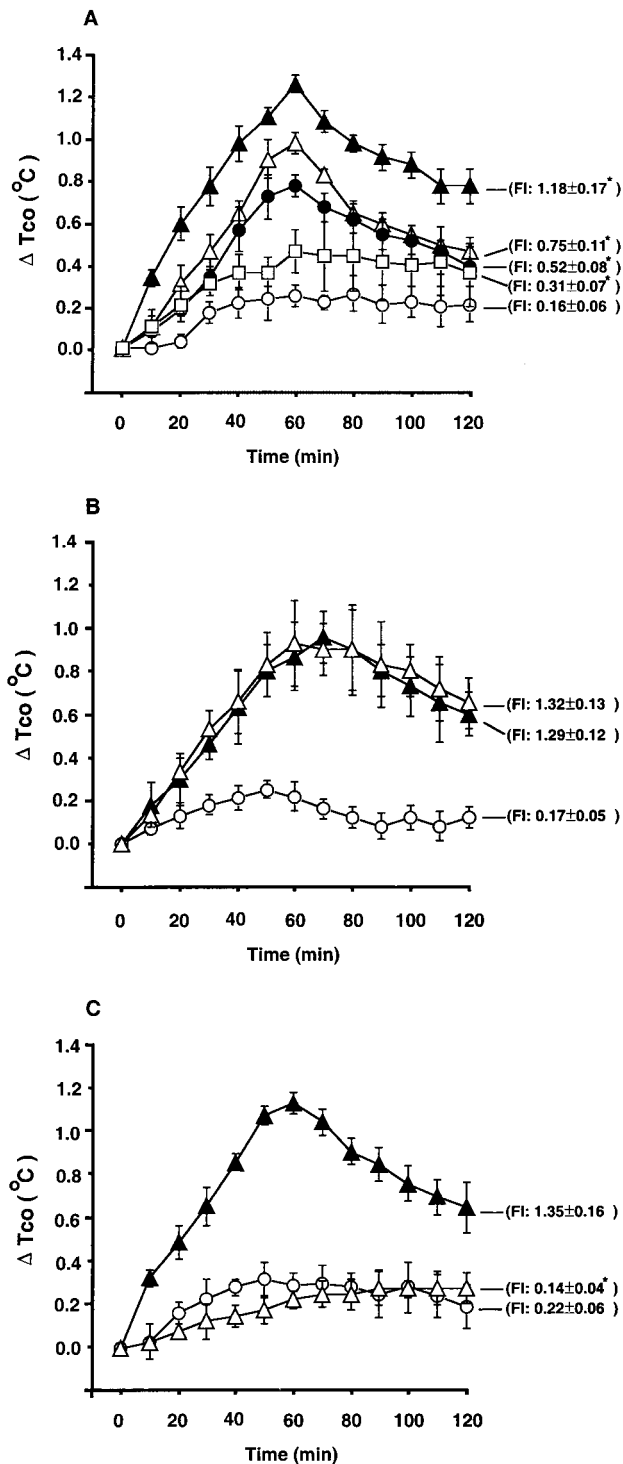 A
1.4
1.2
1.0
0.8
0.6
0.4
0.2
0.0
Δ Tco ( °C )
(FI: 1.18±0.17* )
(FI: 0.75±0.11* )
(FI: 0.52±0.08* )
(FI: 0.31±0.07* )
(FI: 0.16±0.06 )
0 20 40 60 80 100 120
Time (min)
B
1.4
1.2
1.0
0.8
0.6
0.4
0.2
0.0
Δ Tco ( °C )
(FI: 1.32±0.13 )
(FI: 1.29±0.12 )
(FI: 0.17±0.05 )
0 20 40 60 80 100 120
Time (min)
C
1.4
1.2
1.0
0.8
0.6
0.4
0.2
0.0
Δ Tco ( °C )
(FI: 1.35±0.16 )
(FI: 0.14±0.04* )
(FI: 0.22±0.06 )
0 20 40 60 80 100 120
Time (min)